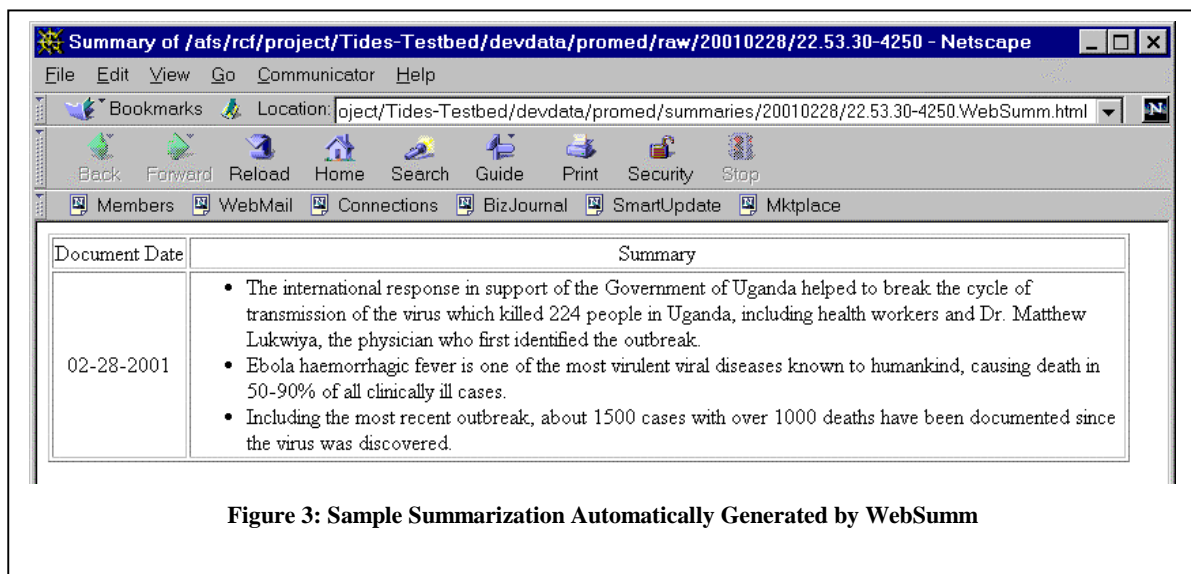 Summary of /afs/rcf/project/Tides-Testbed/devdata/promed/raw/20010228/22.53.30-4250 - Netscape
File Edit View Go Communicator Help
Bookmarks Location: oject/Tides-Testbed/devdata/promed/summaries/20010228/22.53.30-4250.WebSumm.html N
Back Forward Reload Home Search Guide Print Security Stop
Members WebMail Connections BizJournal SmartUpdate Mktplace
Document Date Summary
• The international response in support of the Government of Uganda helped to break the cycle of
transmission of the virus which killed 224 people in Uganda, including health workers and Dr. Matthew
Lukwiya, the physician who first identified the outbreak.
02-28-2001
• Ebola haemorrhagic fever is one of the most virulent viral diseases known to humankind, causing death in
50-90% of all clinically ill cases.
• Including the most recent outbreak, about 1500 cases with over 1000 deaths have been documented since
the virus was discovered.
Figure 3: Sample Summarization Automatically Generated by WebSumm